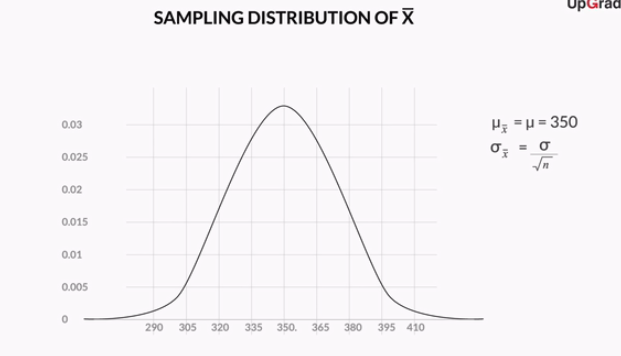 UpGrad
SAMPLING DISTRIBUTION OF X̅
0.03
0.025
0.02
0.015
0.01
0.005
0
290 305 320 335 350. 365 380 395 410
μx̅ = μ = 350
σx̅ = σ/√n